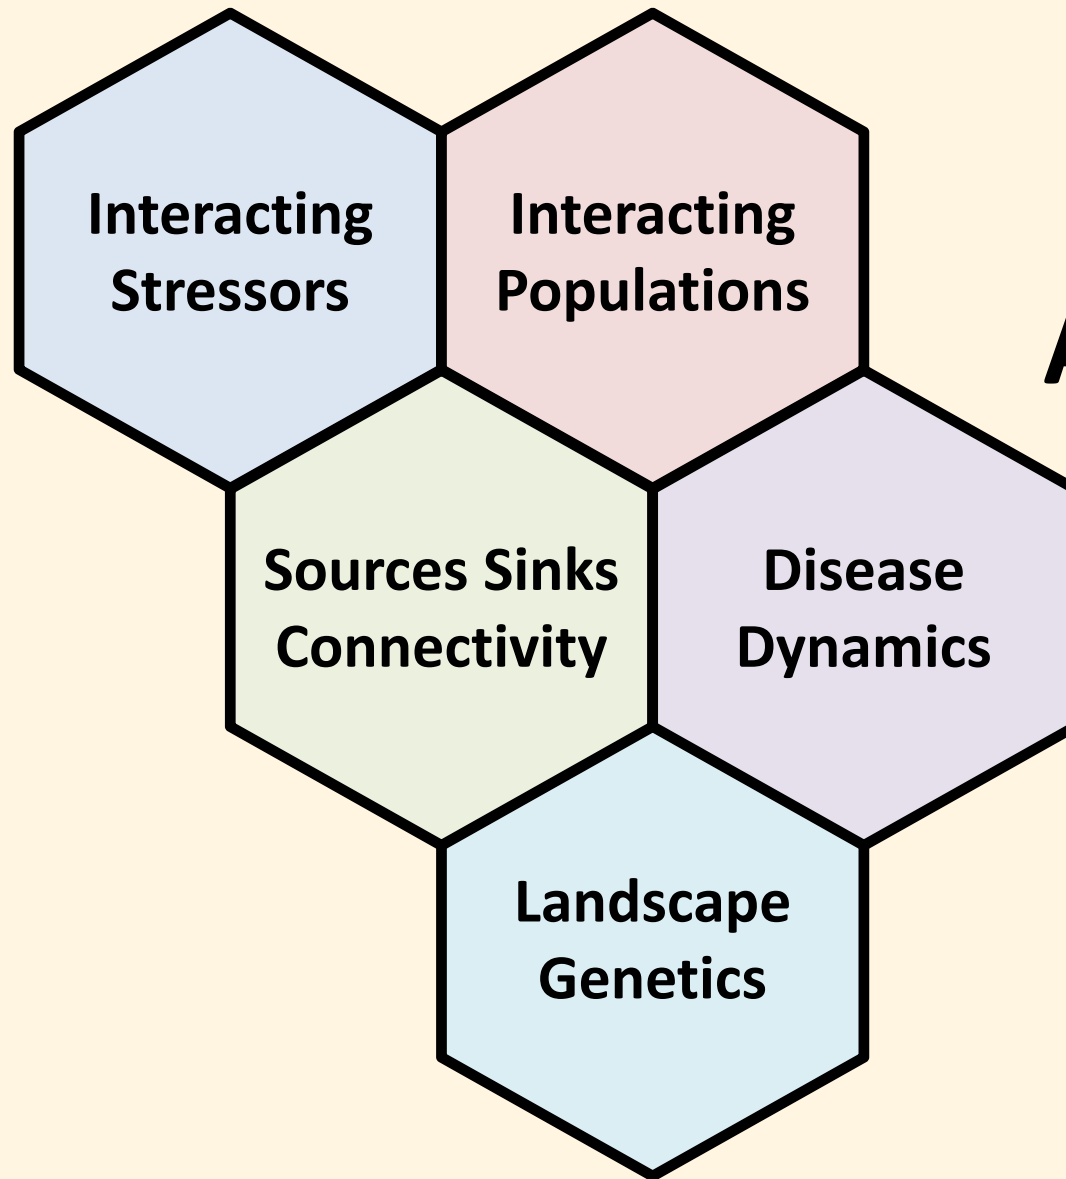 Interacting
Stressors
Interacting
Populations
Sources Sinks
Connectivity
Disease
Dynamics
Landscape
Genetics